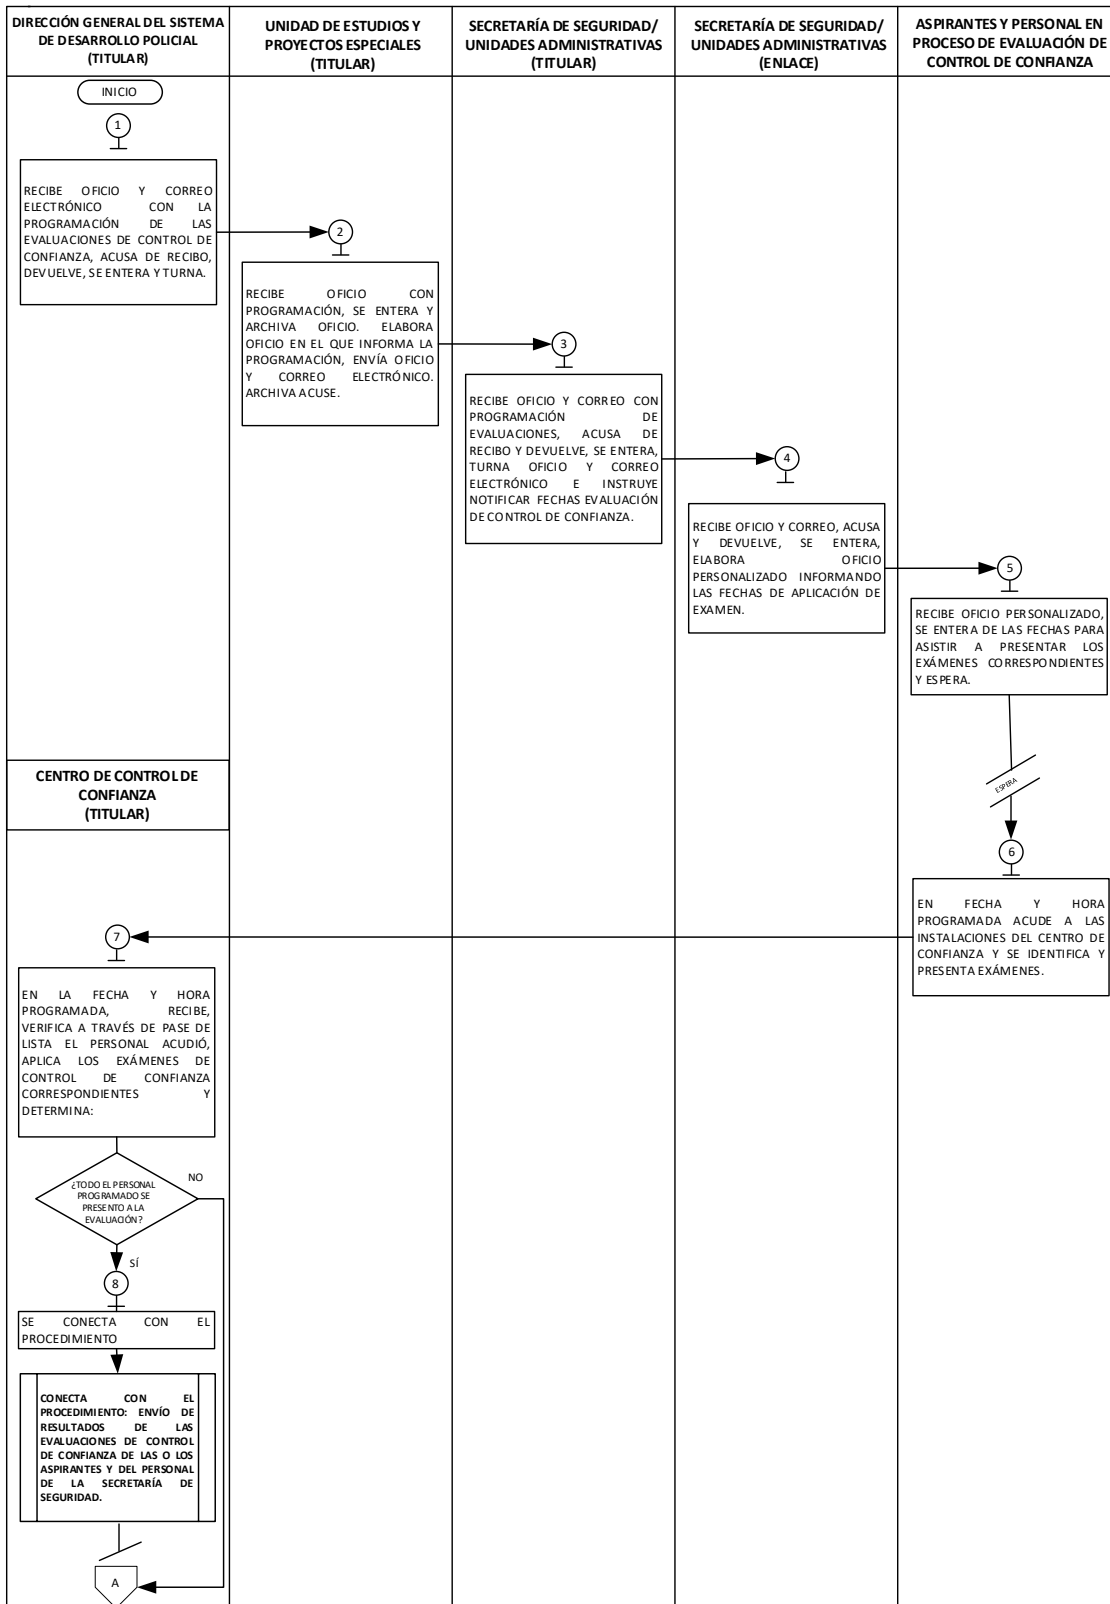 DIRECCIÓN GENERAL DEL SISTEMA
DE DESARROLLO POLICIAL
(TITULAR)
UNIDAD DE ESTUDIOS Y
PROYECTOS ESPECIALES
(TITULAR)
SECRETARÍA DE SEGURIDAD/
UNIDADES ADMINISTRATIVAS
(TITULAR)
SECRETARÍA DE SEGURIDAD/
UNIDADES ADMINISTRATIVAS
(ENLACE)
ASPIRANTES Y PERSONAL EN
PROCESO DE EVALUACIÓN DE
CONTROL DE CONFIANZA
INICIO
1
RECIBE OFICIO Y CORREO
ELECTRÓNICO CON LA
PROGRAMACIÓN DE LAS
EVALUACIONES DE CONTROL DE
CONFIANZA, ACUSA DE RECIBO,
DEVUELVE, SE ENTERA Y TURNA.
2
RECIBE OFICIO CON
PROGRAMACIÓN, SE ENTERA Y
ARCHIVA OFICIO. ELABORA
OFICIO EN EL QUE INFORMA LA
PROGRAMACIÓN, ENVÍA OFICIO
Y CORREO ELECTRÓNICO.
ARCHIVA ACUSE.
3
RECIBE OFICIO Y CORREO CON
PROGRAMACIÓN DE
EVALUACIONES, ACUSA DE
RECIBO Y DEVUELVE, SE ENTERA,
TURNA OFICIO Y CORREO
ELECTRÓNICO E INSTRUYE
NOTIFICAR FECHAS EVALUACIÓN
DE CONTROL DE CONFIANZA.
4
RECIBE OFICIO Y CORREO, ACUSA
Y DEVUELVE, SE ENTERA,
ELABORA OFICIO
PERSONALIZADO INFORMANDO
LAS FECHAS DE APLICACIÓN DE
EXAMEN.
5
RECIBE OFICIO PERSONALIZADO,
SE ENTERA DE LAS FECHAS PARA
ASISTIR A PRESENTAR LOS
EXÁMENES CORRESPONDIENTES
Y ESPERA.
ESPERA
6
EN FECHA Y HORA
PROGRAMADA ACUDE A LAS
INSTALACIONES DEL CENTRO DE
CONFIANZA Y SE IDENTIFICA Y
PRESENTA EXÁMENES.
CENTRO DE CONTROL DE
CONFIANZA
(TITULAR)
7
EN LA FECHA Y HORA
PROGRAMADA, RECIBE,
VERIFICA A TRAVÉS DE PASE DE
LISTA EL PERSONAL ACUDIÓ,
APLICA LOS EXÁMENES DE
CONTROL DE CONFIANZA
CORRESPONDIENTES Y
DETERMINA:
¿TODO EL PERSONAL
PROGRAMADO SE
PRESENTO A LA
EVALUACIÓN?
NO
SÍ
8
SE CONECTA CON EL
PROCEDIMIENTO
CONECTA CON EL
PROCEDIMIENTO: ENVÍO DE
RESULTADOS DE LAS
EVALUACIONES DE CONTROL
DE CONFIANZA DE LAS O LOS
ASPIRANTES Y DEL PERSONAL
DE LA SECRETARÍA DE
SEGURIDAD.
A